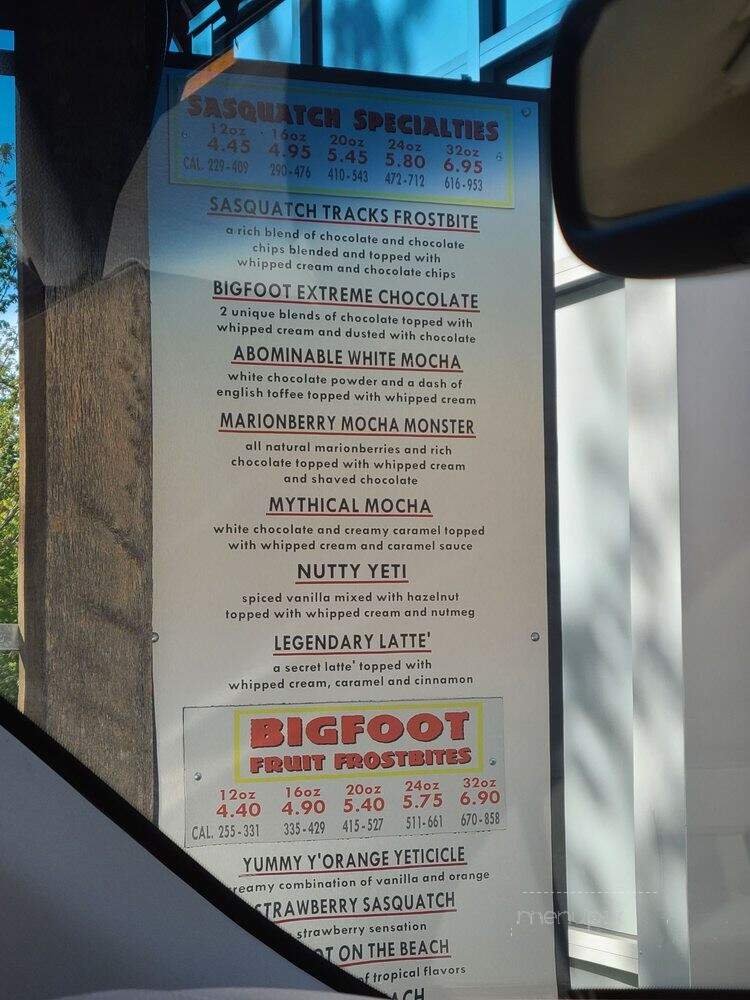 SASQUATCH SPECIALTIES
12oz 16oz 20oz 24oz 32oz
4.45 4.95 5.45 5.80 6.95
CAL. 229-409 290-476 410-543 472-712 616-953
SASQUATCH TRACKS FROSTBITE
a rich blend of chocolate and chocolate
chips blended and topped with
whipped cream and chocolate chips
BIGFOOT EXTREME CHOCOLATE
2 unique blends of chocolate topped with
whipped cream and dusted with chocolate
ABOMINABLE WHITE MOCHA
white chocolate powder and a dash of
english toffee topped with whipped cream
MARIONBERRY MOCHA MONSTER
all natural marionberries and rich
chocolate topped with whipped cream
and shaved chocolate
MYTHICAL MOCHA
white chocolate and creamy caramel topped
with whipped cream and caramel sauce
NUTTY YETI
spiced vanilla mixed with hazelnut
topped with whipped cream and nutmeg
LEGENDARY LATTE'
a secret latte' topped with
whipped cream, caramel and cinnamon
BIGFOOT
FRUIT FROSTBITES
12oz 16oz 20oz 24oz 32oz
4.40 4.90 5.40 5.75 6.90
CAL. 255-331 335-429 415-527 511-661 670-858
YUMMY Y'ORANGE YETICICLE
creamy combination of vanilla and orange
STRAWBERRY SASQUATCH
strawberry sensation
ON THE BEACH
of tropical flavors